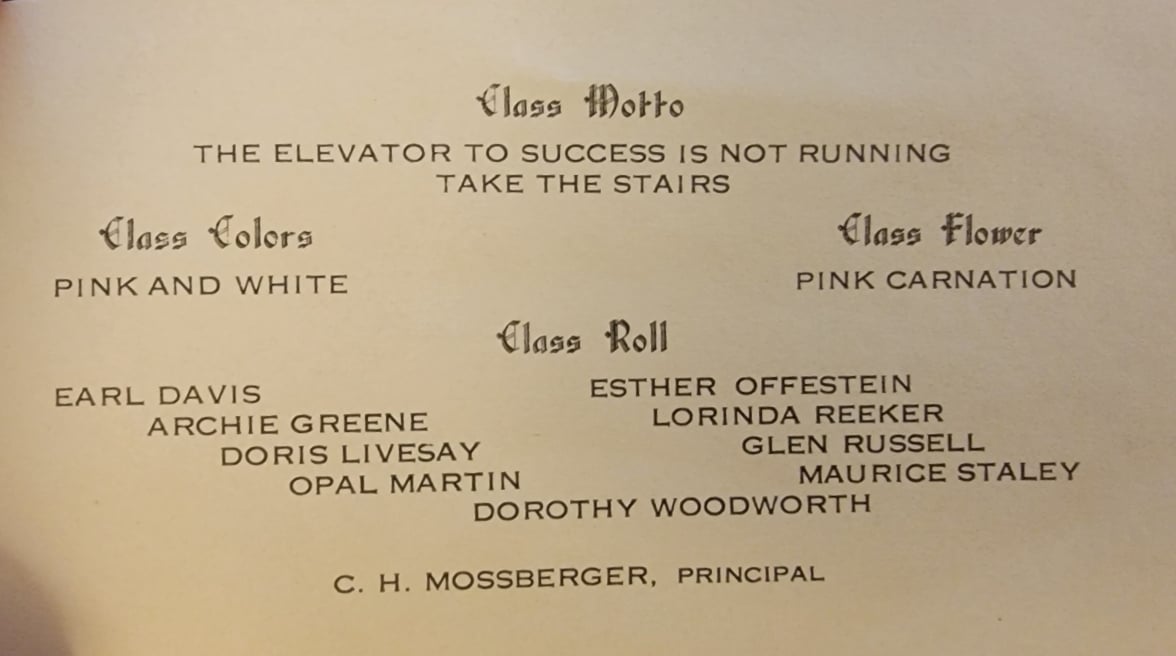 Class Motto
THE ELEVATOR TO SUCCESS IS NOT RUNNING
TAKE THE STAIRS
Class Colors
PINK AND WHITE
Class Flower
PINK CARNATION
Class Roll
EARL DAVIS
ARCHIE GREENE
DORIS LIVESAY
OPAL MARTIN
ESTHER OFFESTEIN
LORINDA REEKER
GLEN RUSSELL
MAURICE STALEY
DOROTHY WOODWORTH
C. H. MOSSBERGER, PRINCIPAL